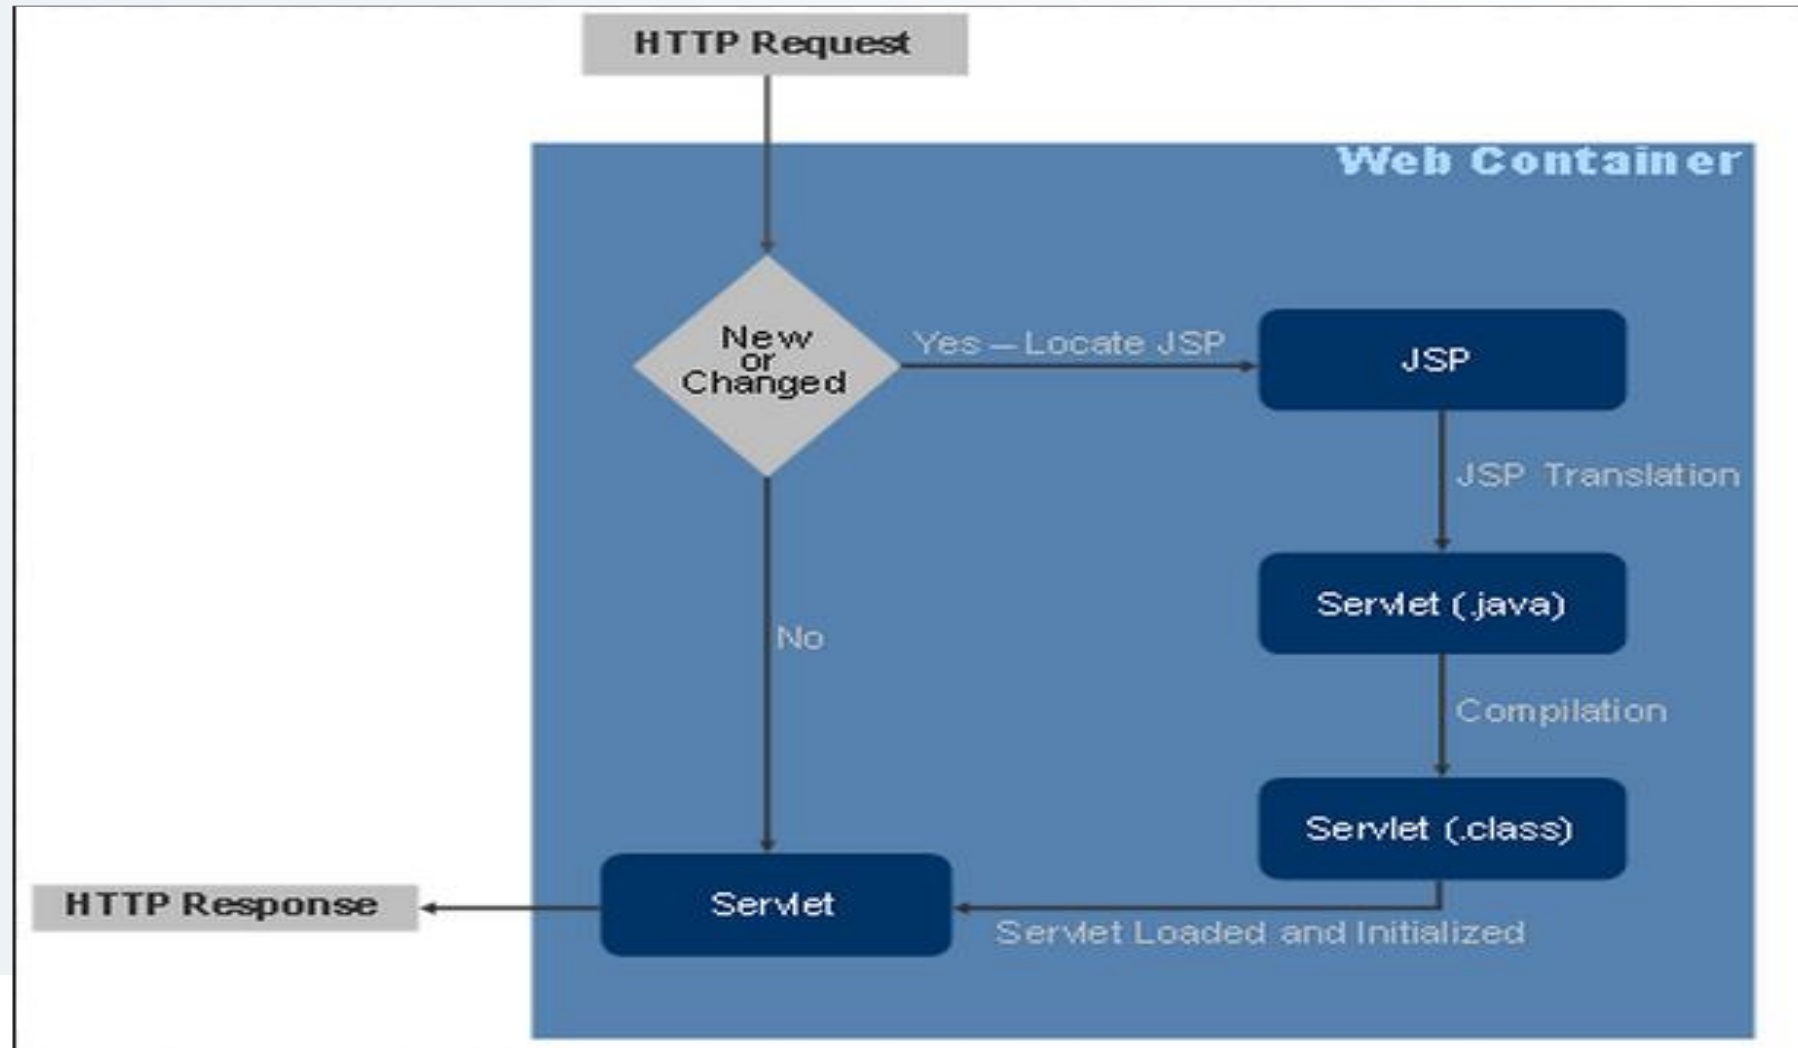 HTTP Request
Web Container
New
or
Changed
Yes – Locate JSP
JSP
JSP Translation
Servlet (.java)
No
Compilation
Servlet (.class)
HTTP Response
Servlet
Servlet Loaded and Initialized